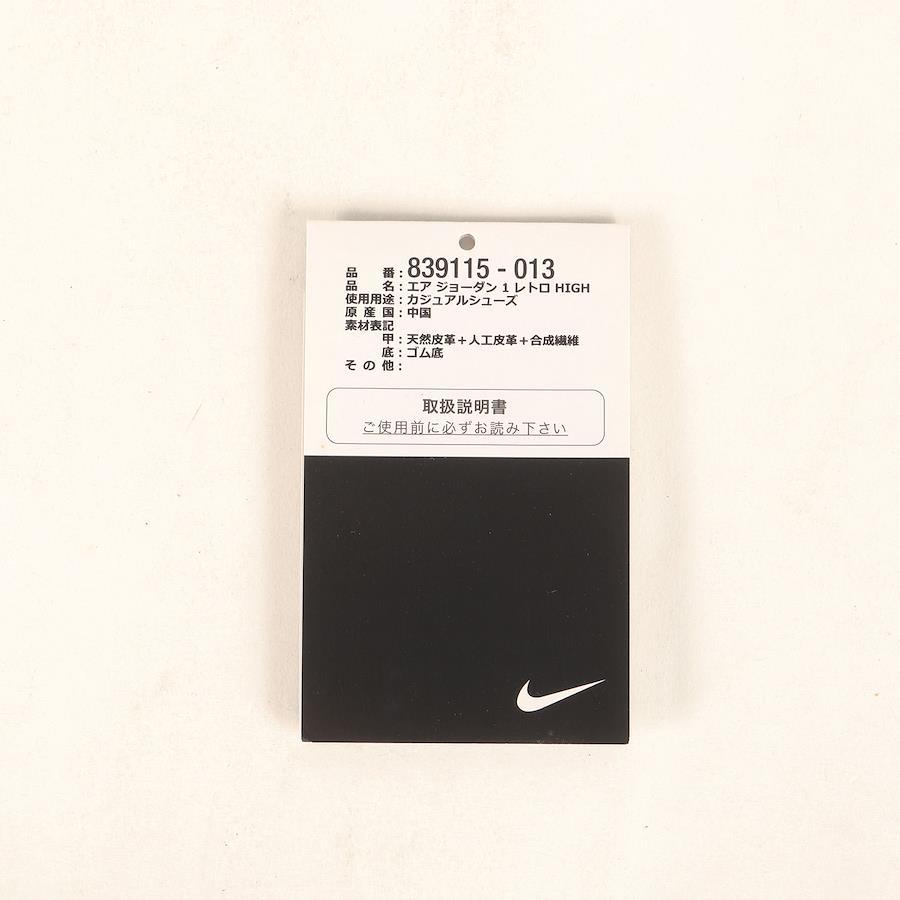 品 番：839115 - 013
品 名：エア ジョーダン 1 レトロ HIGH
使用用途：カジュアルシューズ
原 産 国：中国
素材表記
甲：天然皮革＋人工皮革＋合成繊維
底：ゴム底
そ の 他：
取扱説明書
ご使用前に必ずお読み下さい